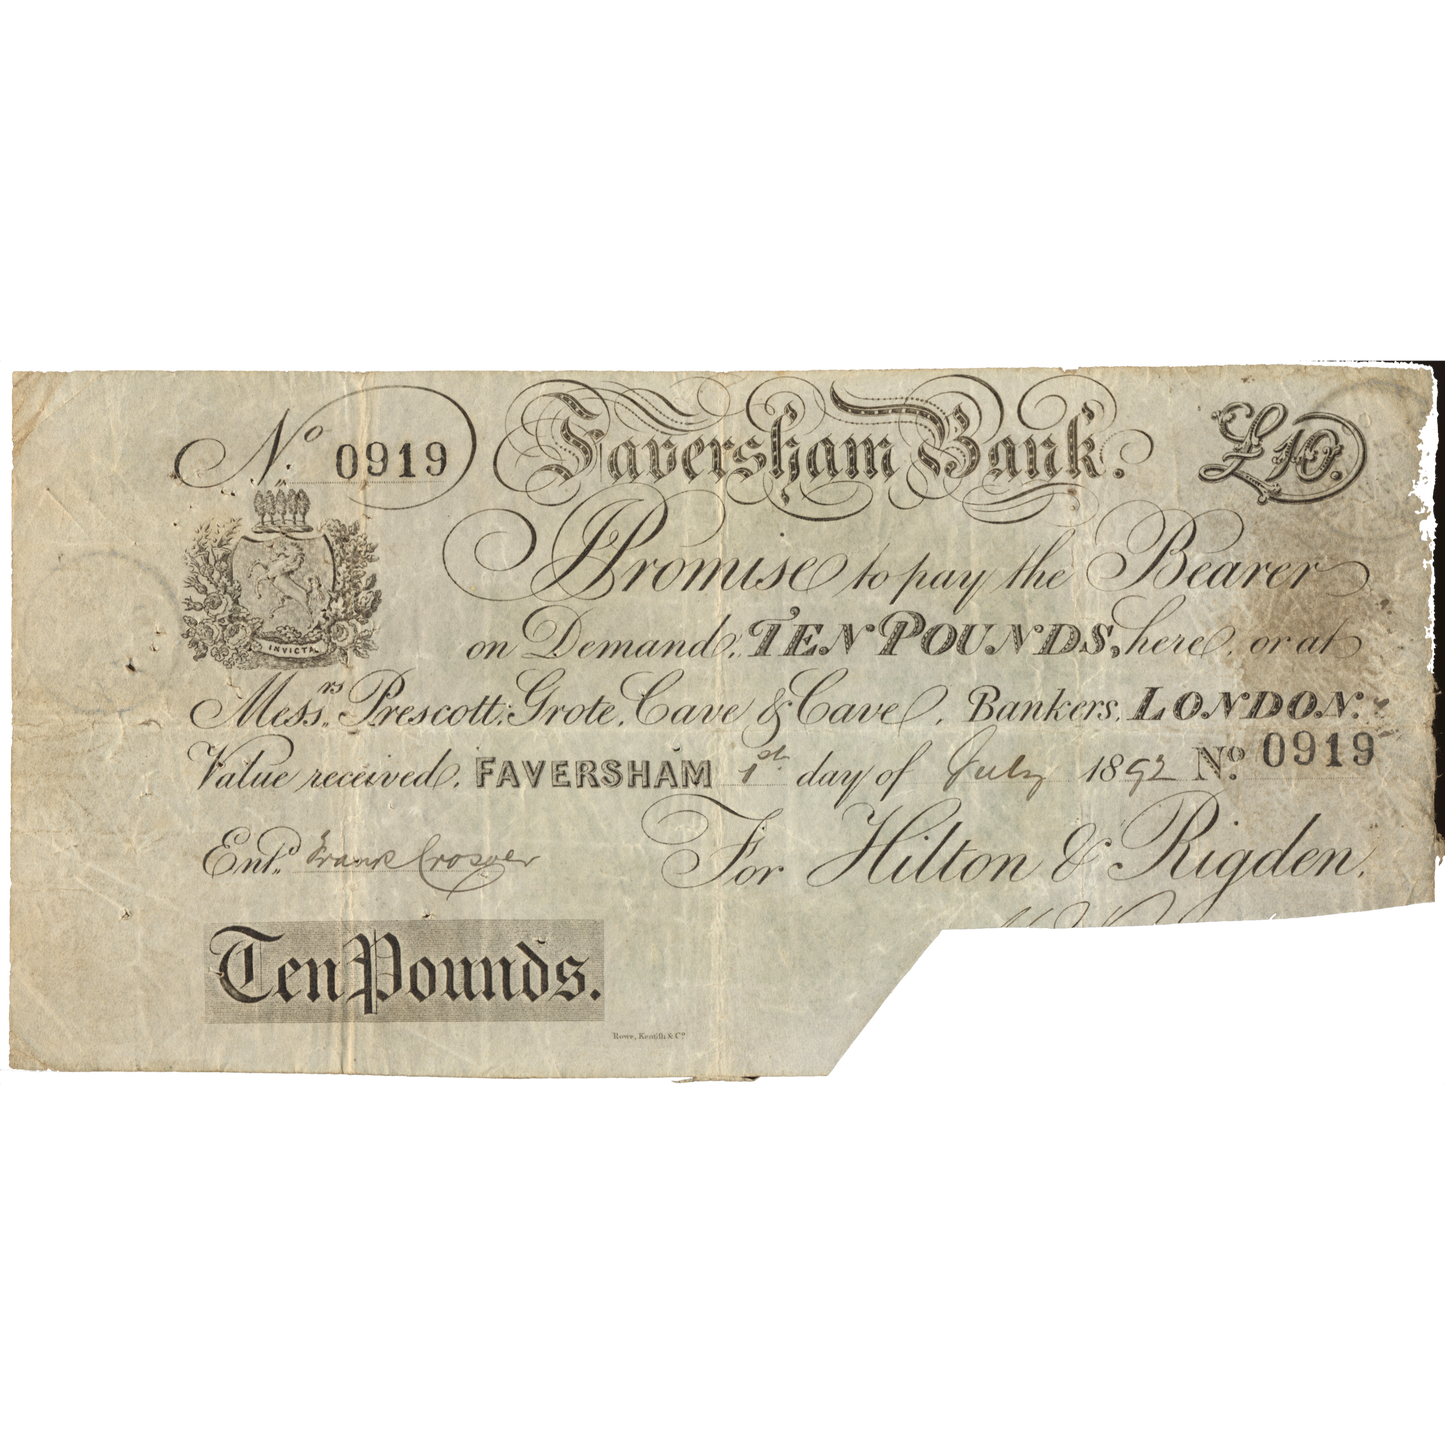 No. 0919 Faversham Bank. £10.
I Promise to pay the Bearer
on Demand, TEN POUNDS, here, or at
INVICTA
Messrs. Prescott, Grote, Cave & Cave, Bankers, LONDON.
Value received, FAVERSHAM 1st day of July 1892 No. 0919
Entd. Frank
For Hilton & Rigden.
Ten Pounds.
Rowe, Kentish & Co.